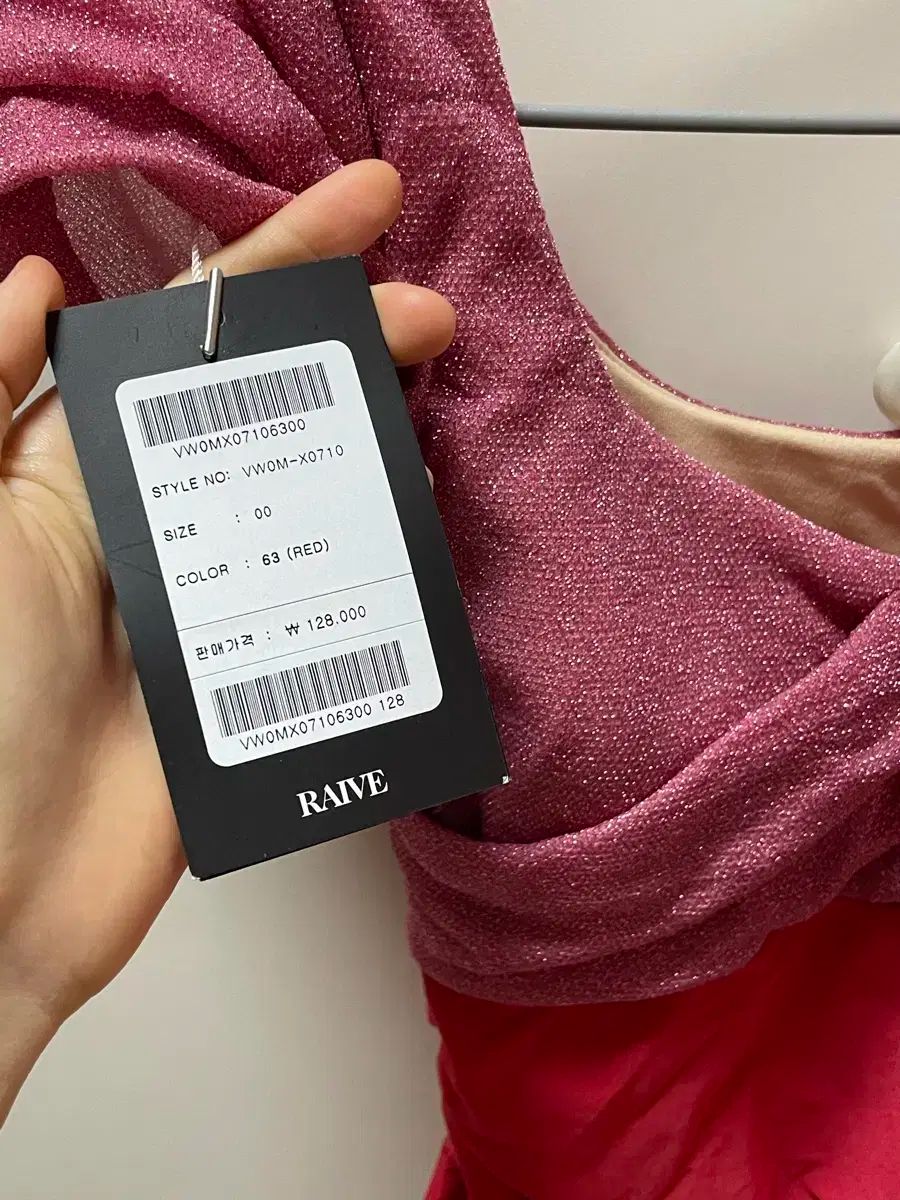 VW0MX07106300
STYLE NO: VW0M-X0710
SIZE : 00
COLOR : 63 (RED)
판매가격 : ₩ 128.000
VW0MX07106300 128
RAIVE